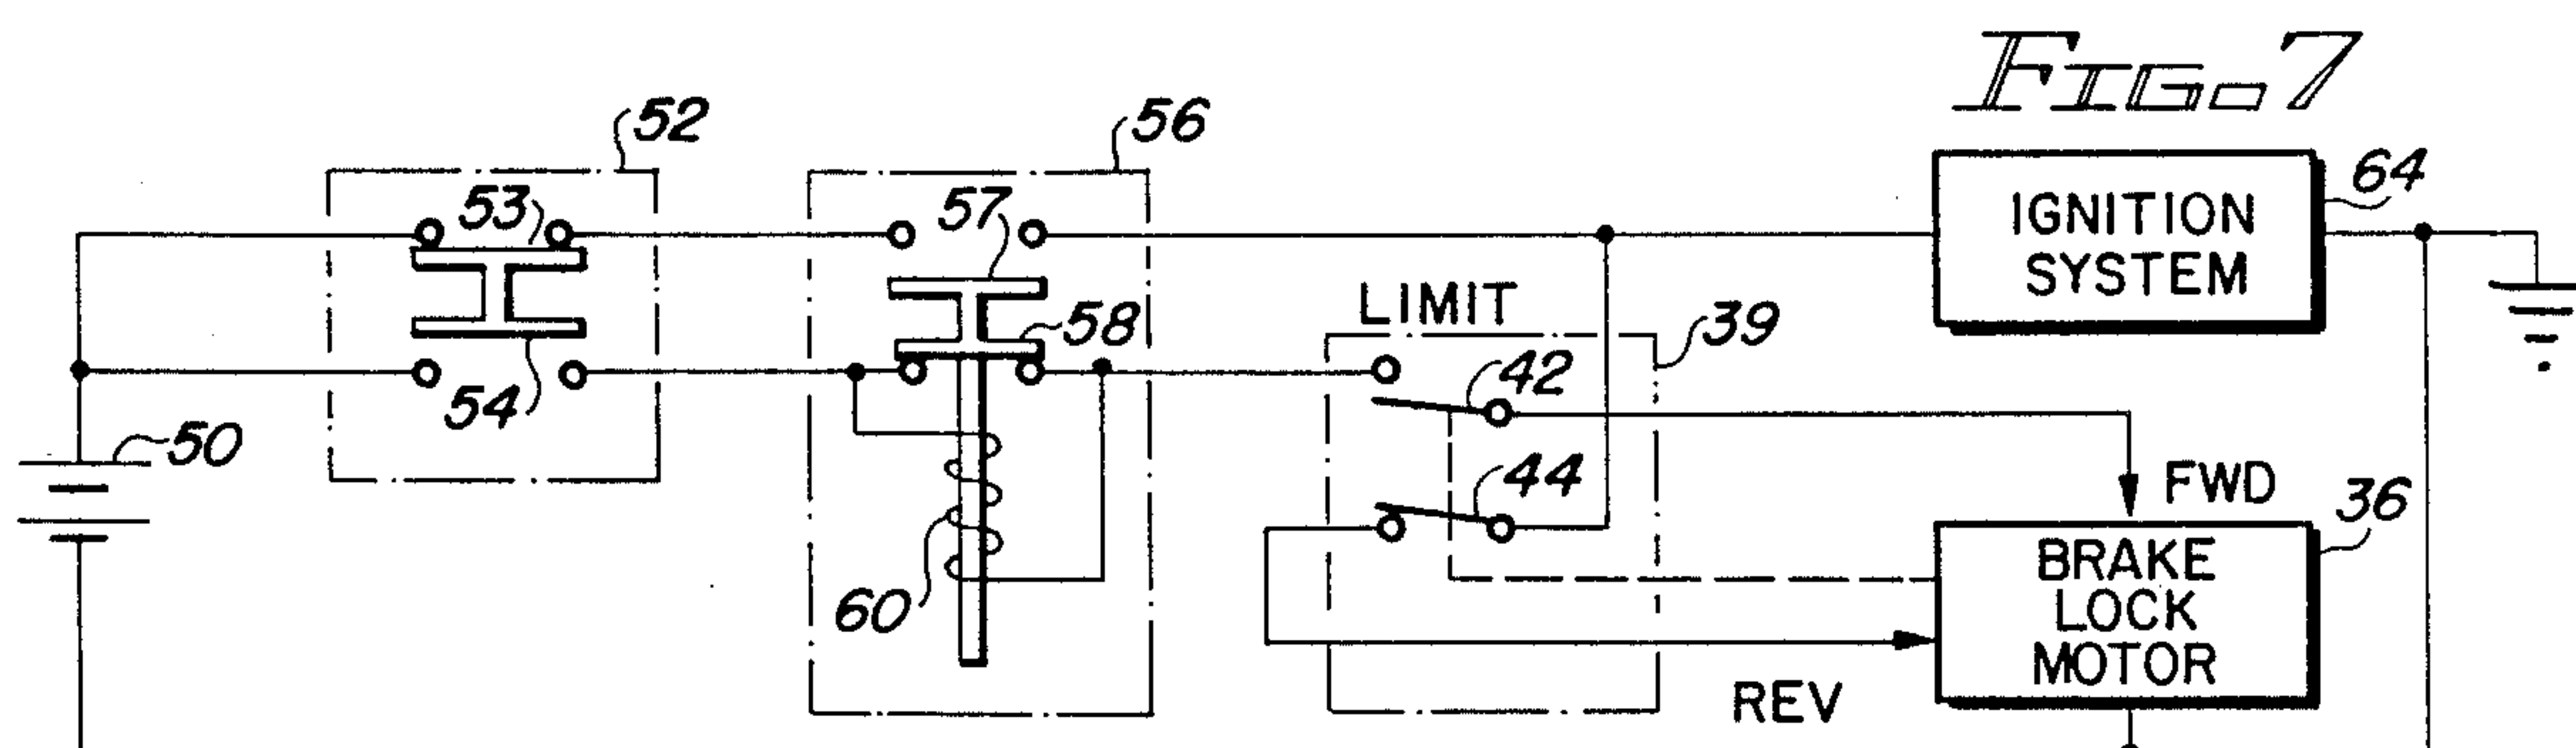 FIG. 7
52
56
53
57
64
IGNITION
SYSTEM
58
LIMIT
39
54
42
50
44
FWD
36
60
BRAKE
LOCK
MOTOR
REV